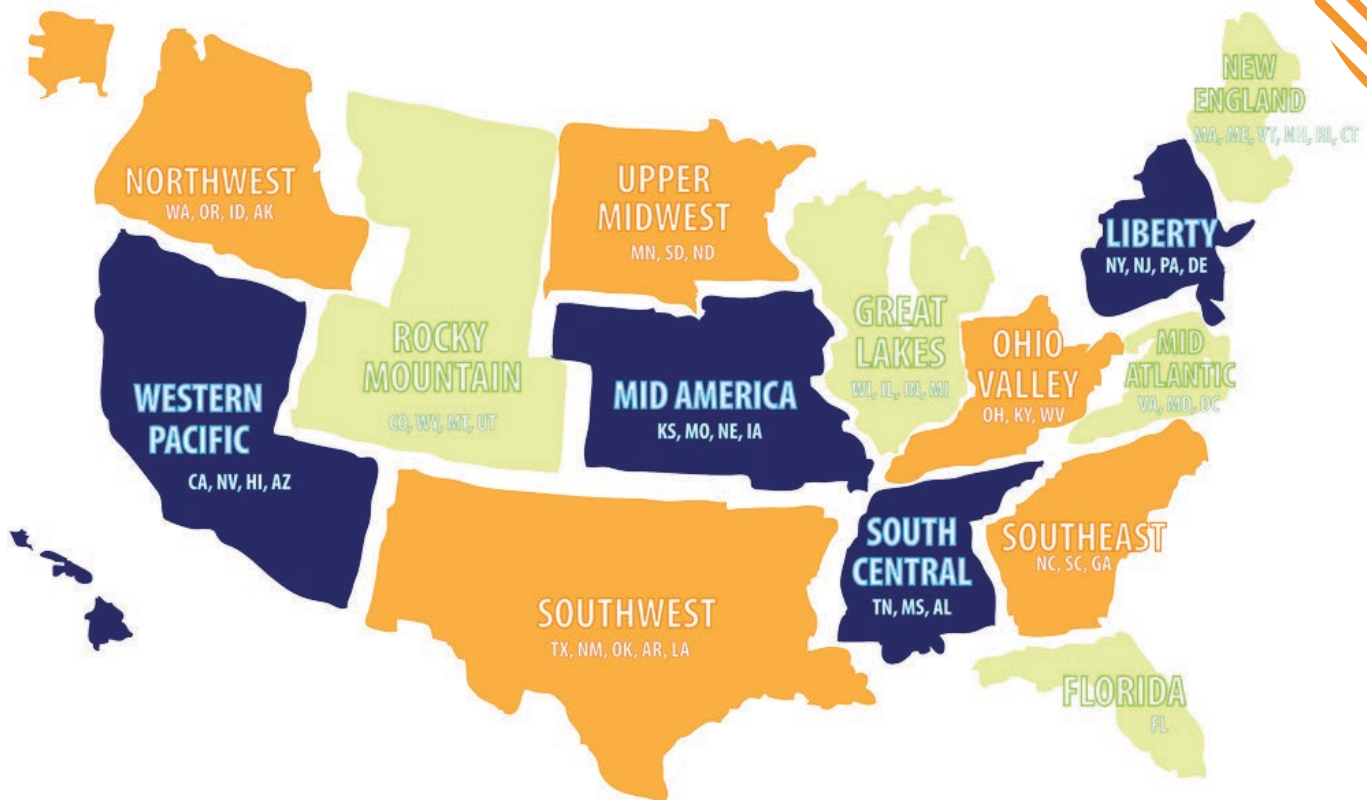 NEW
ENGLAND
MA, ME, VT, NH, RI, CT
NORTHWEST
WA, OR, ID, AK
UPPER
MIDWEST
MN, SD, ND
LIBERTY
NY, NJ, PA, DE
ROCKY
MOUNTAIN
CO, WY, MT, UT
GREAT
LAKES
WI, IL, IN, MI
OHIO
VALLEY
OH, KY, WV
MID
ATLANTIC
VA, MD, DC
WESTERN
PACIFIC
CA, NV, HI, AZ
MID AMERICA
KS, MO, NE, IA
SOUTH
CENTRAL
TN, MS, AL
SOUTHEAST
NC, SC, GA
SOUTHWEST
TX, NM, OK, AR, LA
FLORIDA
FL